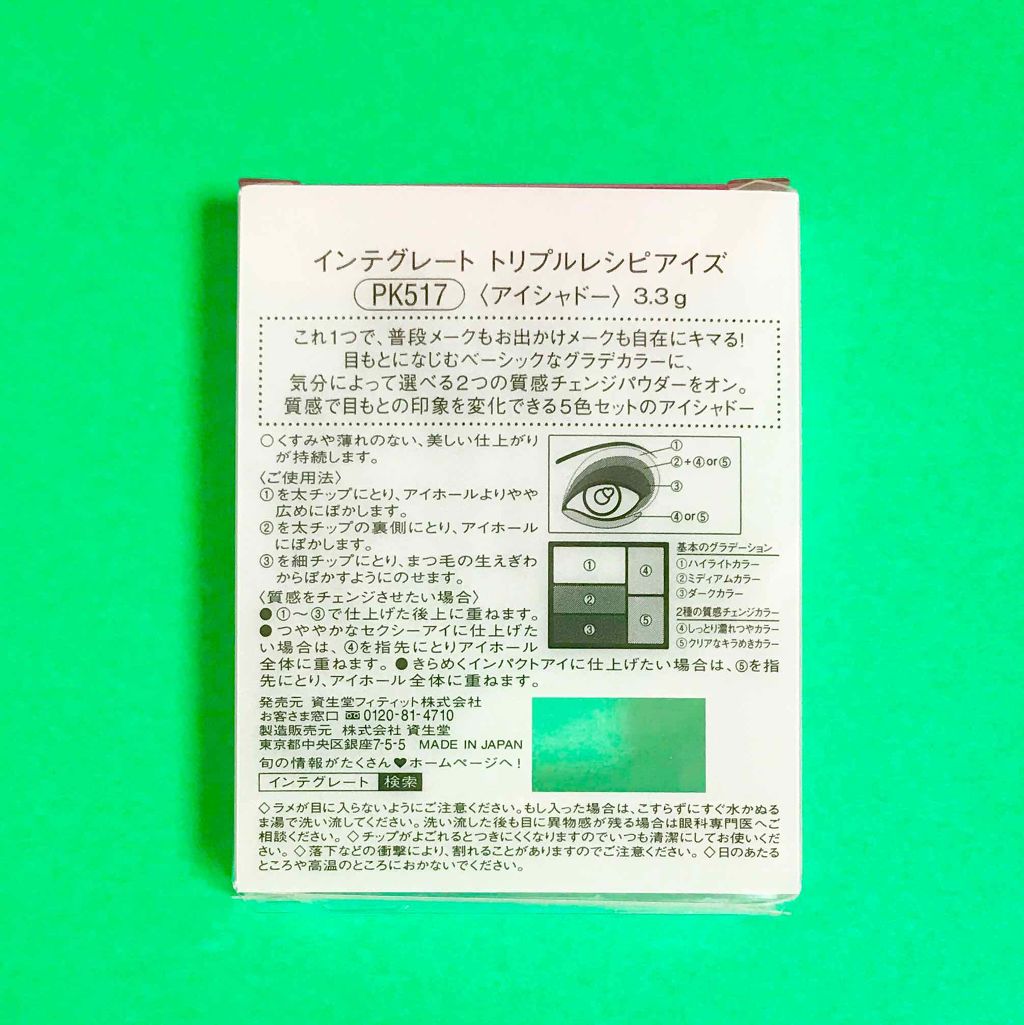 インテグレート トリプルレシピアイズ
PK517 〈アイシャドー〉 3.3g
これ1つで、普段メークもお出かけメークも自在にキマる!
目もとになじむベーシックなグラデカラーに、
気分によって選べる2つの質感チェンジパウダーをオン。
質感で目もとの印象を変化できる5色セットのアイシャドー
○くすみや薄れのない、美しい仕上がり
が持続します。
〈ご使用法〉
①を太チップにとり、アイホールよりやや
広めにぼかします。
②を太チップの裏側にとり、アイホール
にぼかします。
③を細チップにとり、まつ毛の生えぎわ
からぼかすようにのせます。
〈質感をチェンジさせたい場合〉
●①~③で仕上げた後上に重ねます。
●つややかなセクシーアイに仕上げた
い場合は、④を指先にとりアイホール
全体に重ねます。●きらめくインパクトアイに仕上げたい場合は、⑤を指
先にとり、アイホール全体に重ねます。
①
②+④or⑤
③
④or⑤
①
②
③
④
⑤
基本のグラデーション
①ハイライトカラー
②ミディアムカラー
③ダークカラー
2種の質感チェンジカラー
④しっとり濡れつやカラー
⑤クリアなキラめきカラー
発売元 資生堂フィティット株式会社
お客さま窓口 0120-81-4710
製造販売元 株式会社 資生堂
東京都中央区銀座7-5-5 MADE IN JAPAN
旬の情報がたくさん♥ホームページへ!
インテグレート 検索
◇ラメが目に入らないようにご注意ください。もし入った場合は、こすらずにすぐ水かぬる
ま湯で洗い流してください。洗い流した後も目に異物感が残る場合は眼科専門医へご
相談ください。◇チップがよごれるとつきにくくなりますのでいつも清潔にしてお使いくだ
さい。◇落下などの衝撃により、割れることがありますのでご注意ください。◇日のあたる
ところや高温のところにおかないでください。